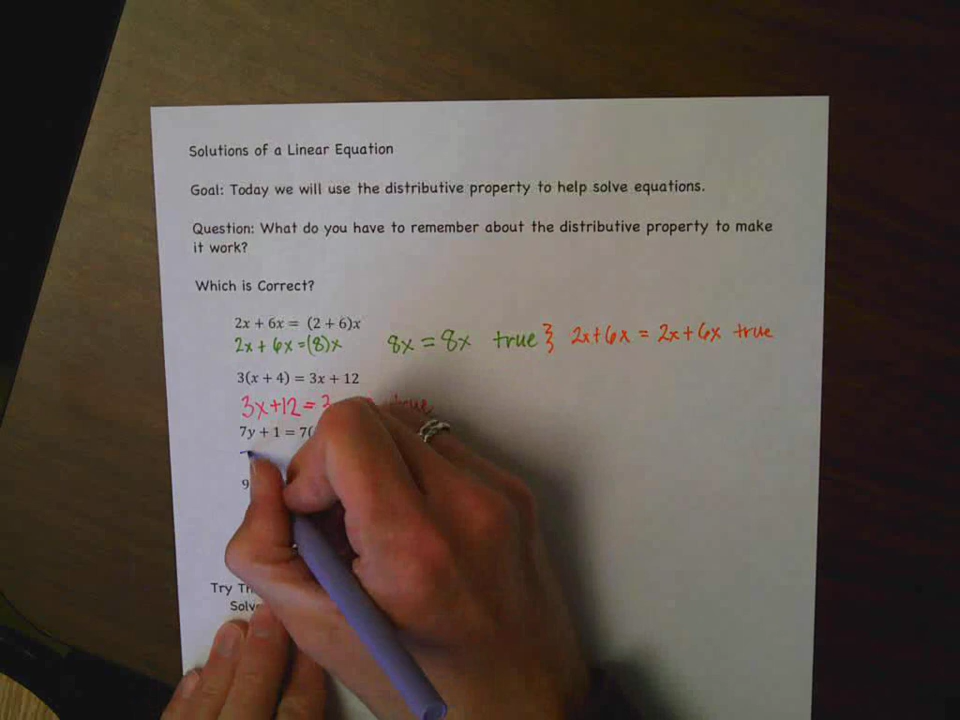 Solutions of a Linear Equation
Goal: Today we will use the distributive property to help solve equations.
Question: What do you have to remember about the distributive property to make
it work?
Which is Correct?
2x + 6x = (2 + 6)x
2x + 6x = (8)x 8x = 8x true } 2x+6x = 2x+6x true
3(x + 4) = 3x + 12
3x+12 = 3 true
7y + 1 = 7(
9
Try